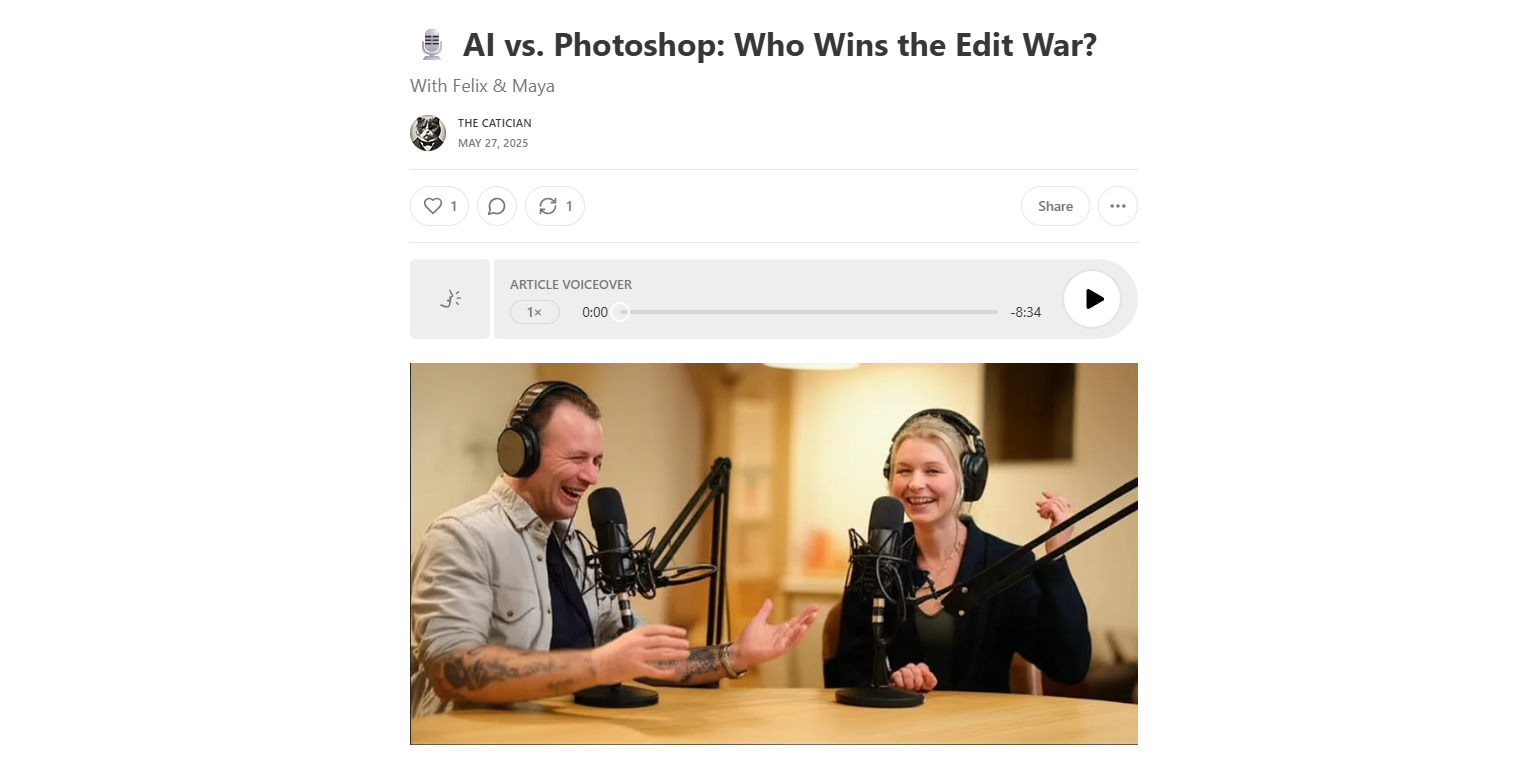 AI vs. Photoshop: Who Wins the Edit War?
With Felix & Maya
THE CATICIAN
MAY 27, 2025
1
1
Share
ARTICLE VOICEOVER
1×
0:00
-8:34